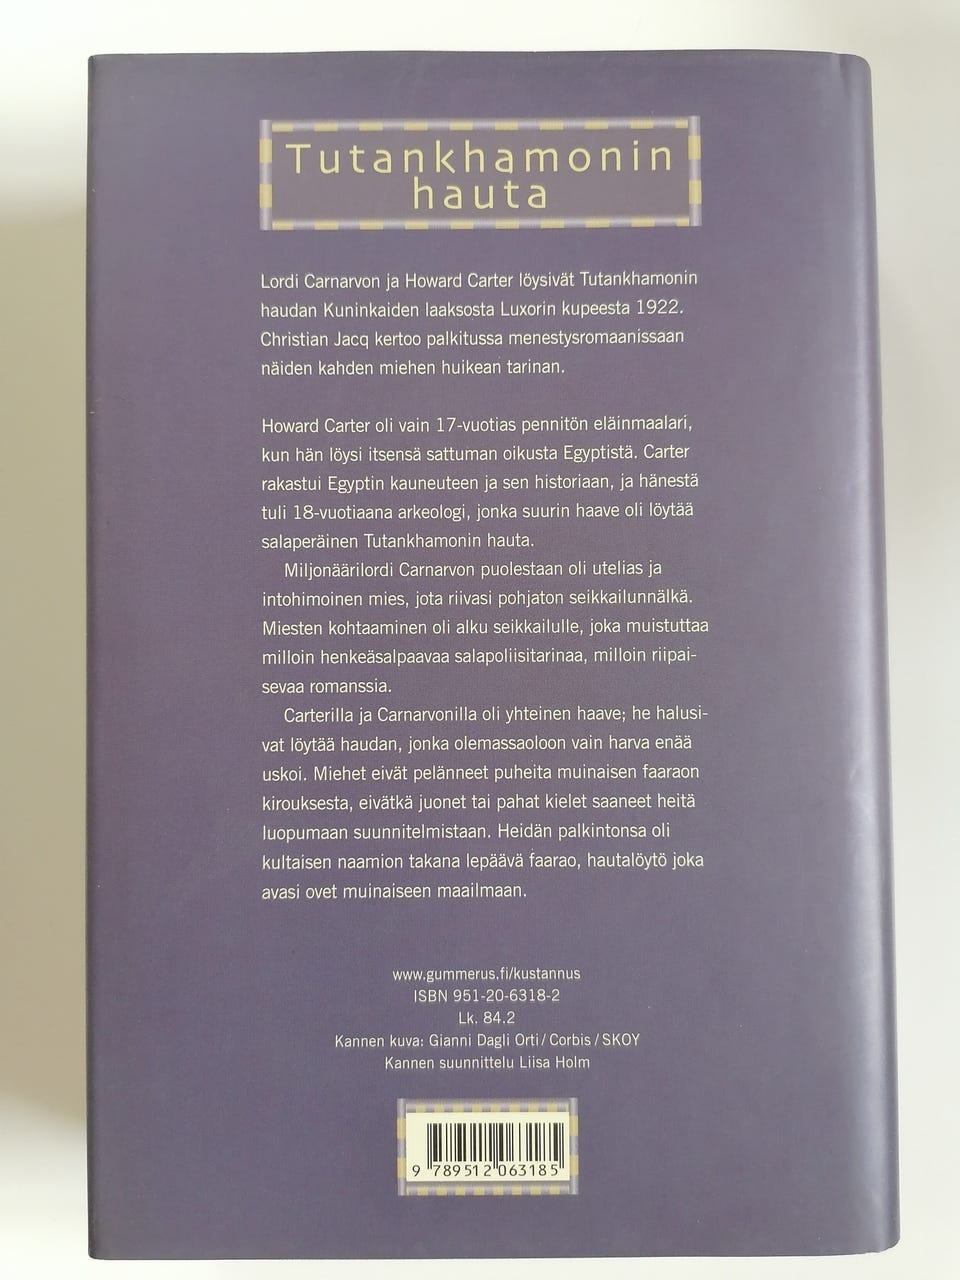 Tutankhamonin
hauta
Lordi Carnarvon ja Howard Carter löysivät Tutankhamonin
haudan Kuninkaiden laaksosta Luxorin kupeesta 1922.
Christian Jacq kertoo palkitussa menestysromaanissaan
näiden kahden miehen huikean tarinan.
Howard Carter oli vain 17-vuotias pennitön eläinmaalari,
kun hän löysi itsensä sattuman oikusta Egyptistä. Carter
rakastui Egyptin kauneuteen ja sen historiaan, ja hänestä
tuli 18-vuotiaana arkeologi, jonka suurin haave oli löytää
salaperäinen Tutankhamonin hauta.
Miljonäärilordi Carnarvon puolestaan oli utelias ja
intohimoinen mies, jota riivasi pohjaton seikkailunnälkä.
Miesten kohtaaminen oli alku seikkailulle, joka muistuttaa
milloin henkeäsalpaavaa salapoliisitarinaa, milloin riipai-
sevaa romanssia.
Carterilla ja Carnarvonilla oli yhteinen haave; he halusi-
vat löytää haudan, jonka olemassaoloon vain harva enää
uskoi. Miehet eivät pelänneet puheita muinaisen faaraon
kirouksesta, eivätkä juonet tai pahat kielet saaneet heitä
luopumaan suunnitelmistaan. Heidän palkintonsa oli
kultaisen naamion takana lepäävä faarao, hautalöytö joka
avasi ovet muinaiseen maailmaan.
www.gummerus.fi/kustannus
ISBN 951-20-6318-2
Lk. 84.2
Kannen kuva: Gianni Dagli Orti / Corbis / SKOY
Kannen suunnittelu Liisa Holm
9 789512 063185